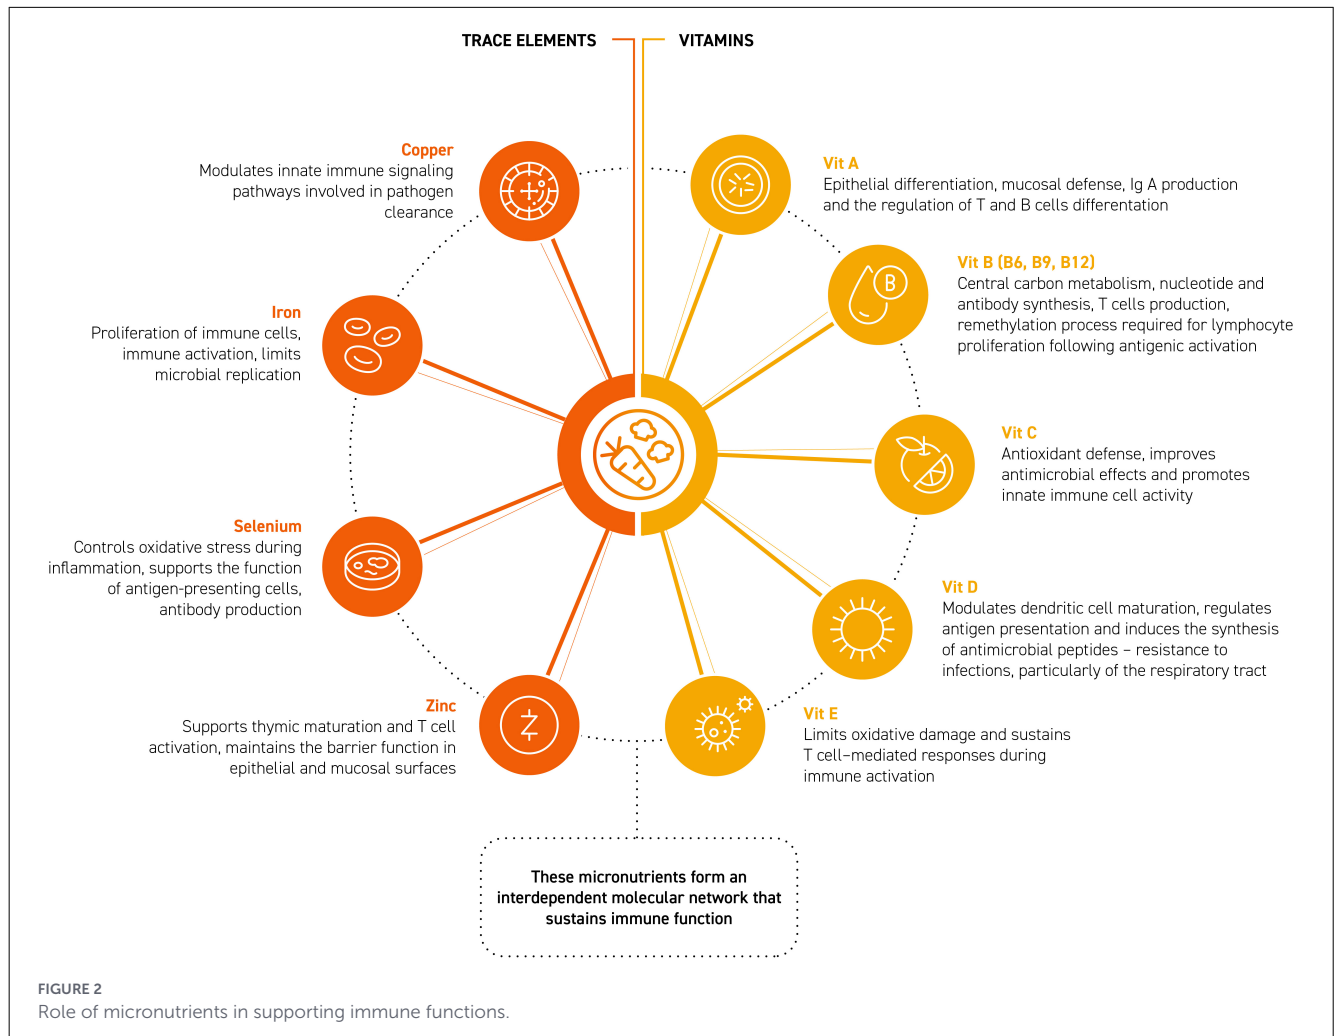 TRACE ELEMENTS
VITAMINS
Copper
Modulates innate immune signaling
pathways involved in pathogen
clearance
Iron
Proliferation of immune cells,
immune activation, limits
microbial replication
Selenium
Controls oxidative stress during
inflammation, supports the function
of antigen-presenting cells,
antibody production
Zinc
Supports thymic maturation and T cell
activation, maintains the barrier function in
epithelial and mucosal surfaces
Z
Vit A
Epithelial differentiation, mucosal defense, Ig A production
and the regulation of T and B cells differentation
B
Vit B (B6, B9, B12)
Central carbon metabolism, nucleotide and
antibody synthesis, T cells production,
remethylation process required for lymphocyte
proliferation following antigenic activation
Vit C
Antioxidant defense, improves
antimicrobial effects and promotes
innate immune cell activity
Vit D
Modulates dendritic cell maturation, regulates
antigen presentation and induces the synthesis
of antimicrobial peptides – resistance to
infections, particularly of the respiratory tract
Vit E
Limits oxidative damage and sustains
T cell–mediated responses during
immune activation
These micronutrients form an
interdependent molecular network that
sustains immune function
FIGURE 2
Role of micronutrients in supporting immune functions.